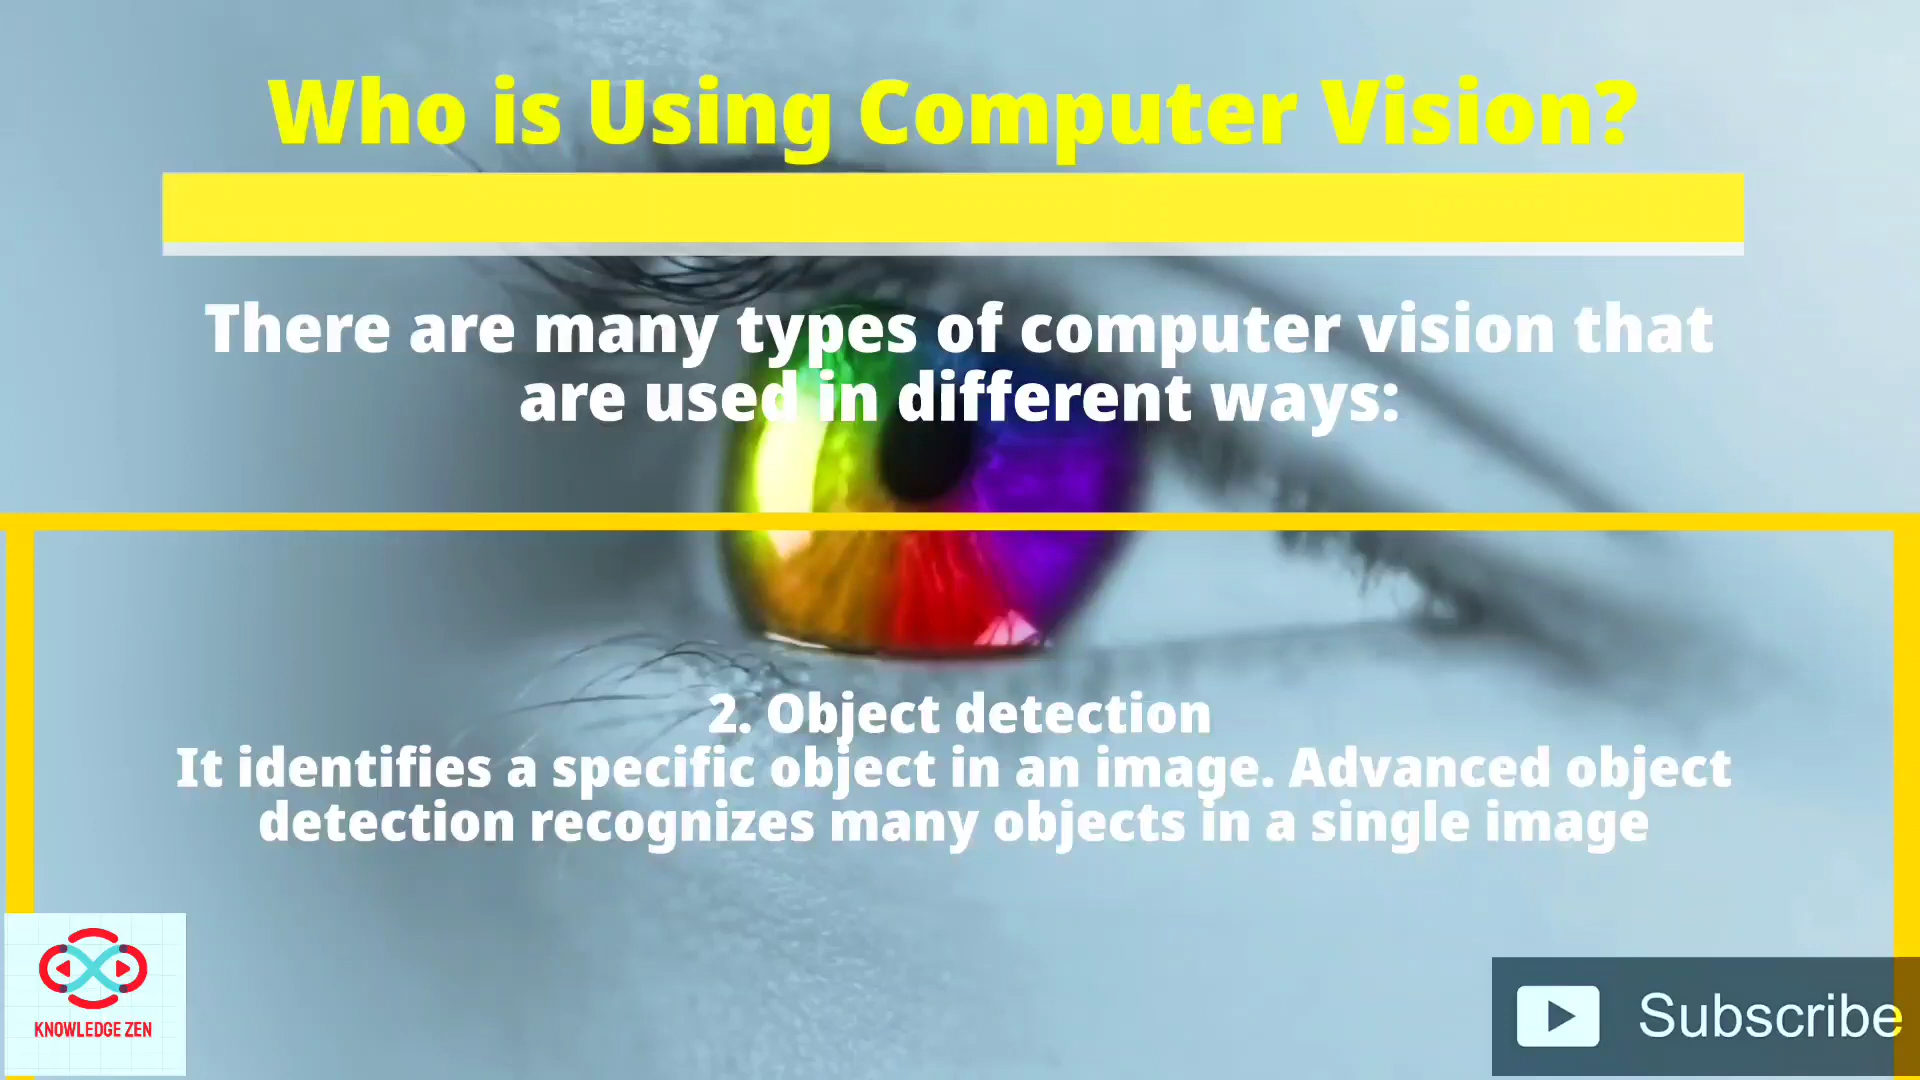 Who is Using Computer Vision?
There are many types of computer vision that
are used in different ways:
2. Object detection
It identifies a specific object in an image. Advanced object
detection recognizes many objects in a single image
KNOWLEDGE ZEN
Subscribe